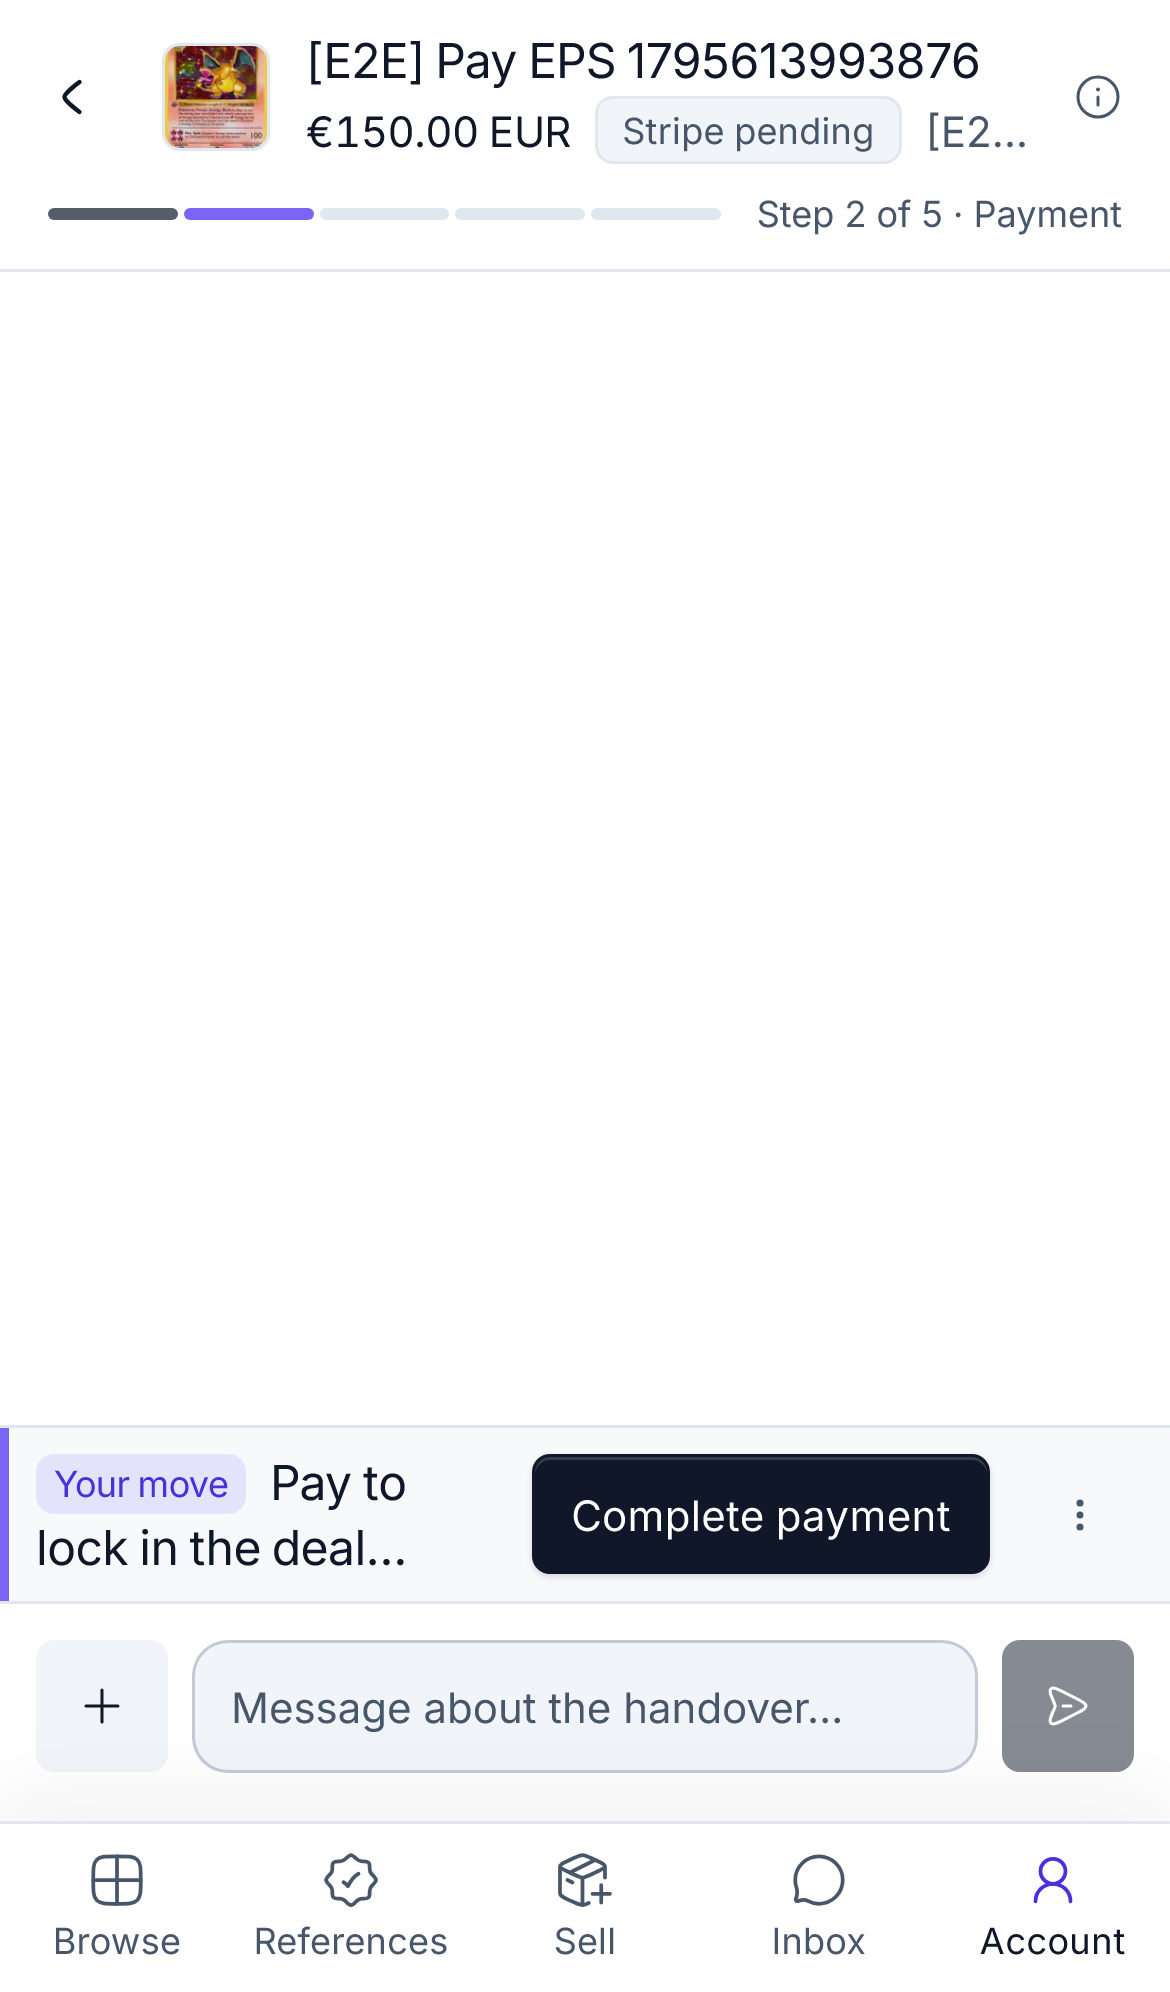 [E2E] Pay EPS 1795613993876
€150.00 EUR Stripe pending [E2...
Step 2 of 5 · Payment
Your move Pay to
lock in the deal...
Complete payment
Message about the handover...
Browse References Sell Inbox Account